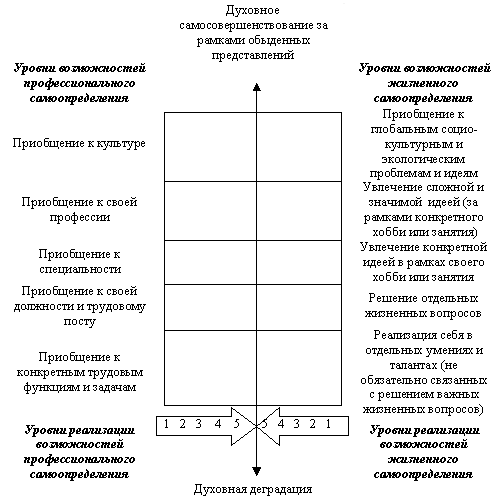 Духовное
самосовершенствование за
рамками обыденных
представлений
Уровни возможностей
профессионального
самоопределения
Уровни возможностей
жизненного
самоопределения
Приобщение к культуре
Приобщение к
глобальным социо-
культурным и
экологическим
проблемам и идеям
Приобщение к своей
профессии
Увлечение сложной и
значимой идеей (за
рамками конкретного
хобби или занятия)
Приобщение к
специальности
Увлечение конкретной
идеей в рамках своего
хобби или занятия
Приобщение к своей
должности и трудовому
посту
Решение отдельных
жизненных вопросов
Приобщение к
конкретным трудовым
функциям и задачам
Реализация себя в
отдельных умениях и
талантах (не
обязательно связанных
с решением важных
жизненных вопросов)
1 2 3 4 5 5 4 3 2 1
Уровни реализации
возможностей
профессионального
самоопределения
Уровни реализации
возможностей
жизненного
самоопределения
Духовная деградация